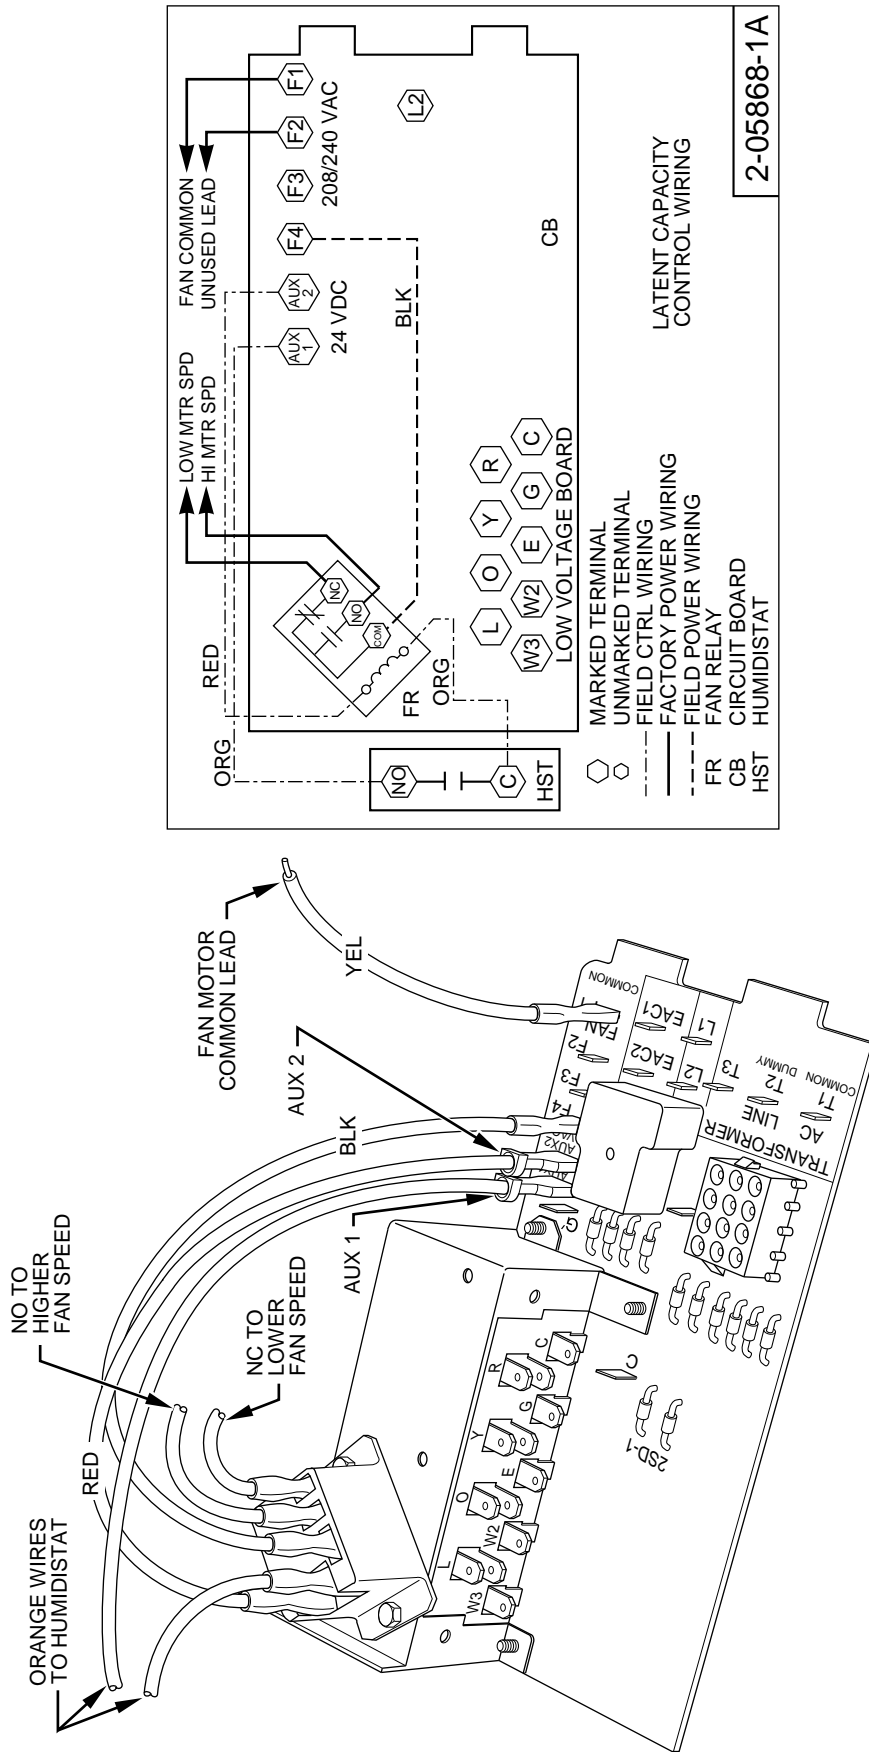 ORANGE WIRES
TO HUMIDISTAT
RED
NO TO
HIGHER
FAN SPEED
NC TO
LOWER
FAN SPEED
AUX 1
BLK
AUX 2
FAN MOTOR
COMMON LEAD
YEL
L
O
Y
R
W3
W2
E
G
C
C
G
2SD-1
AUX2
F4
F3
F2
FAN
COMMON
EAC2
EAC1
L2
L1
T3
T2
T1
LINE
AC
DUMMY
COMMON
TRANSFORMER
ORG
RED
LOW MTR SPD
HI MTR SPD
FAN COMMON
UNUSED LEAD
NO
C
HST
NC
NO
COM
FR
ORG
AUX
1
AUX
2
24 VDC
F4
F3
F2
F1
208/240 VAC
BLK
L2
CB
L
O
Y
R
W3
W2
E
G
C
LOW VOLTAGE BOARD
MARKED TERMINAL
UNMARKED TERMINAL
FIELD CTRL WIRING
FACTORY POWER WIRING
FIELD POWER WIRING
FR FAN RELAY
CB CIRCUIT BOARD
HST HUMIDISTAT
LATENT CAPACITY
CONTROL WIRING
2-05868-1A